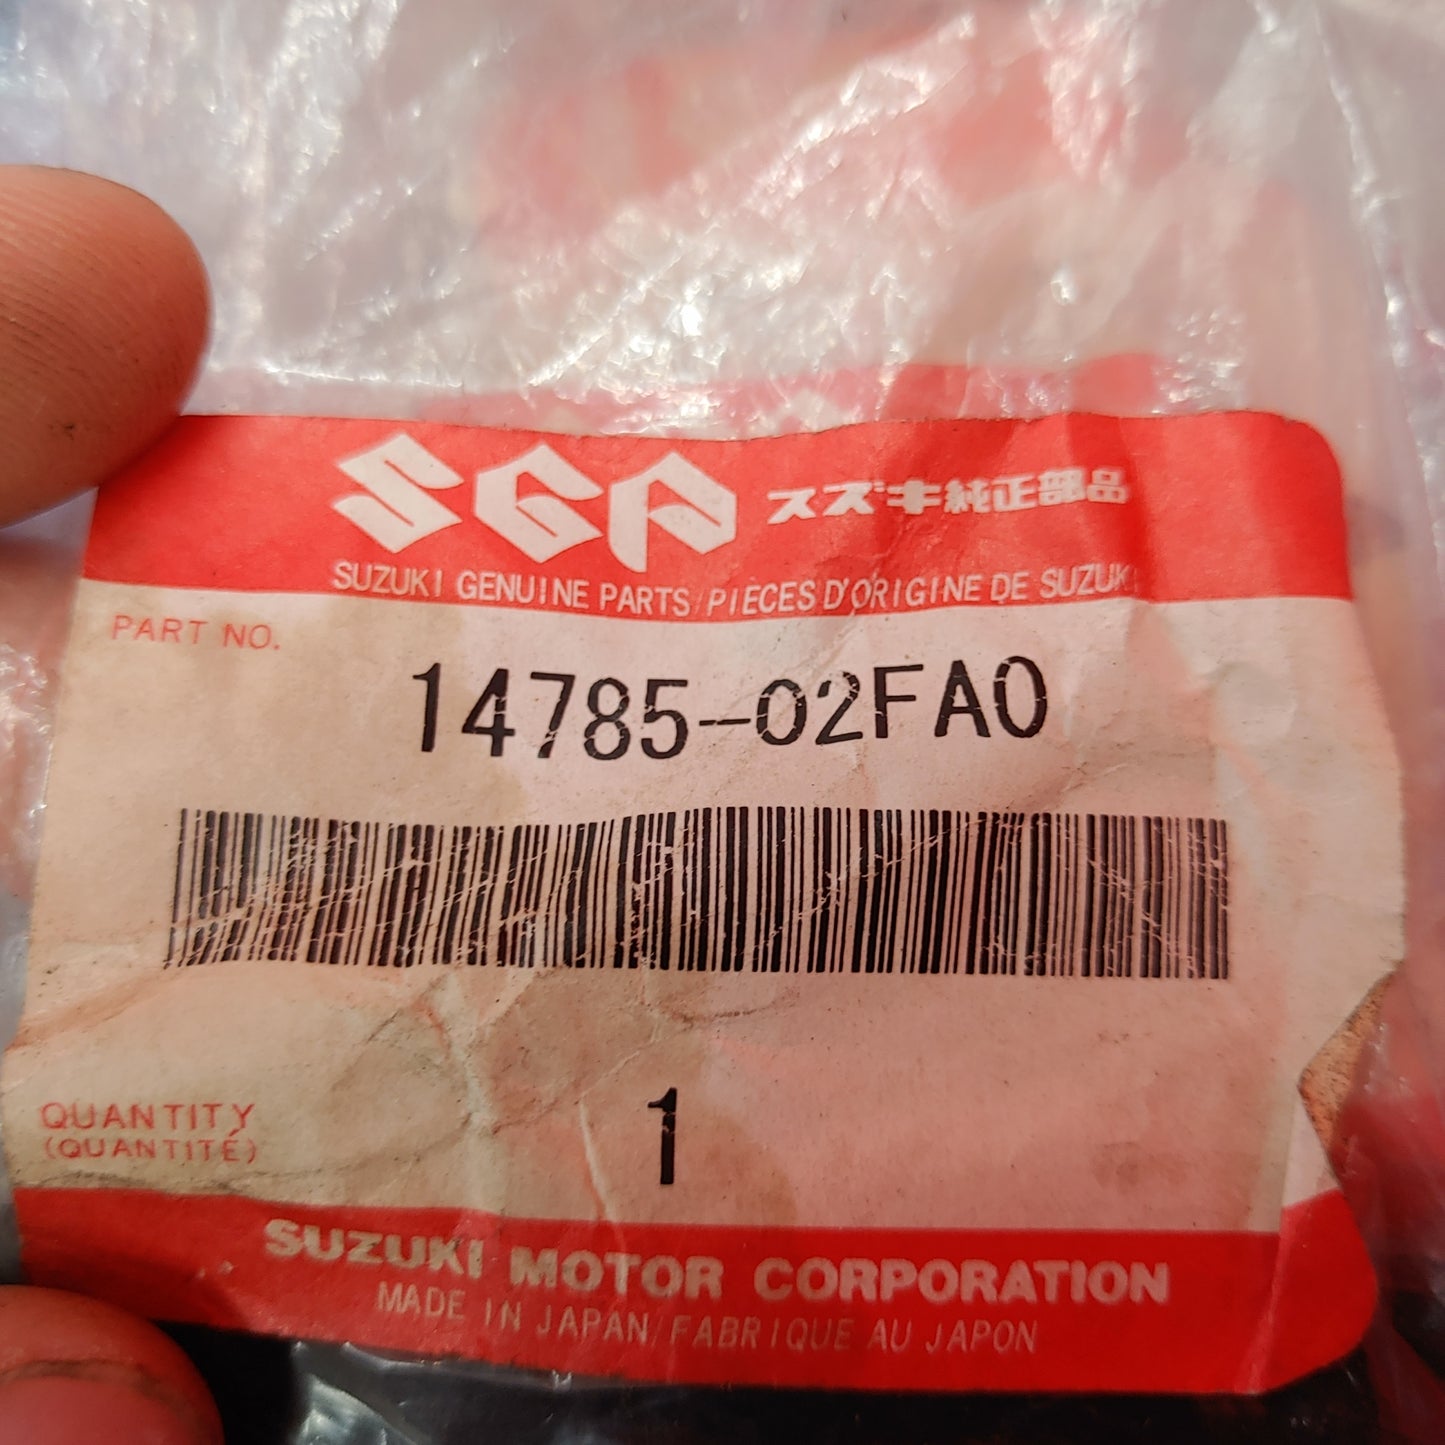 SGP スズキ純正部品
SUZUKI GENUINE PARTS/PIÈCES D'ORIGINE DE SUZUKI
PART NO.
14785-02FA0
QUANTITY
(QUANTITÉ)
1
SUZUKI MOTOR CORPORATION
MADE IN JAPAN/FABRIQUE AU JAPON